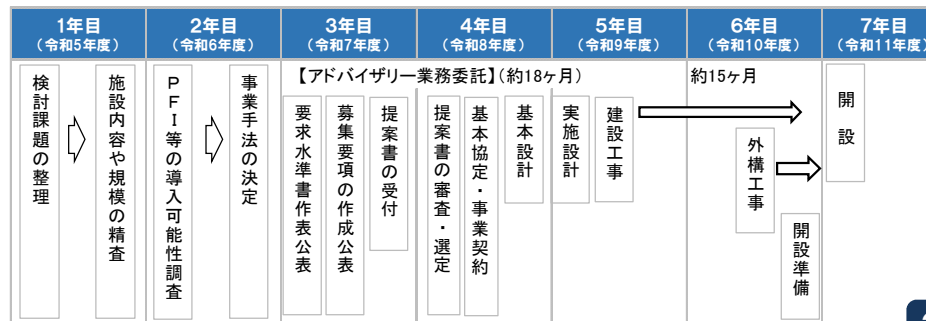 1年目
（令和5年度）
2年目
（令和6年度）
3年目
（令和7年度）
4年目
（令和8年度）
5年目
（令和9年度）
6年目
（令和10年度）
7年目
（令和11年度）
【アドバイザリー業務委託】（約18ヶ月）
約15ヶ月
検討課題の整理
施設内容や規模の精査
ＰＦＩ等の導入可能性調査
事業手法の決定
要求水準書作表公表
募集要項の作成公表
提案書の受付
提案書の審査・選定
基本協定・事業契約
基本設計
実施設計
建設工事
外構工事
開設準備
開設